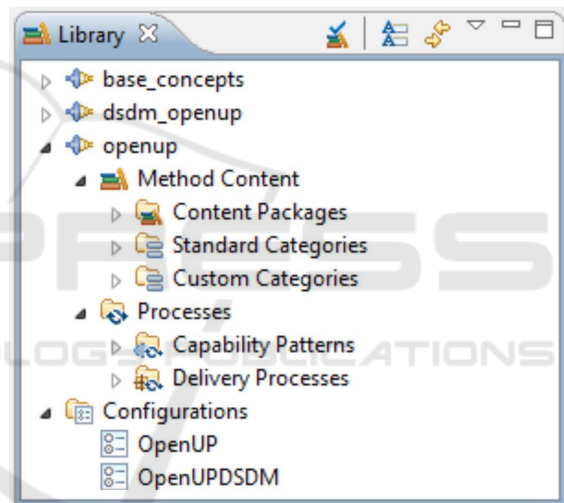 Library
base_concepts
dsdm_openup
openup
Method Content
Content Packages
Standard Categories
Custom Categories
Processes
Capability Patterns
Delivery Processes
Configurations
OpenUP
OpenUPDSDM